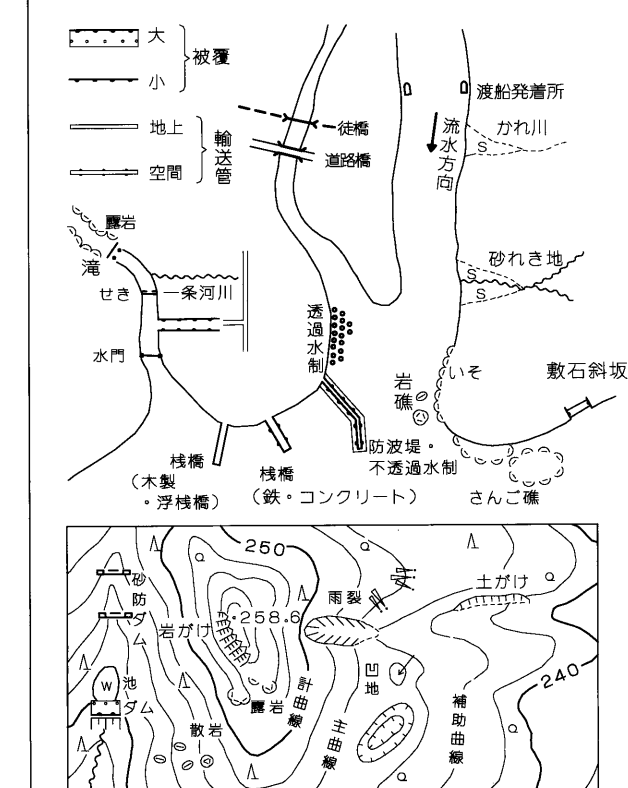 大
小
被覆
地上
空間
輸送管
徒橋
道路橋
渡船発着所
流水方向
かれ川
S
砂れき地
S
S
露岩
滝
せき
一条河川
水門
透過水制
岩礁
いそ
敷石斜坂
桟橋
(木製
・浮桟橋)
桟橋
(鉄・コンクリート)
防波堤・
不透過水制
さんご礁
250
砂防ダム
岩がけ
・258.6
雨裂
土がけ
W
池
ダム
散岩
露岩
計曲線
主曲線
凹地
補助曲線
240